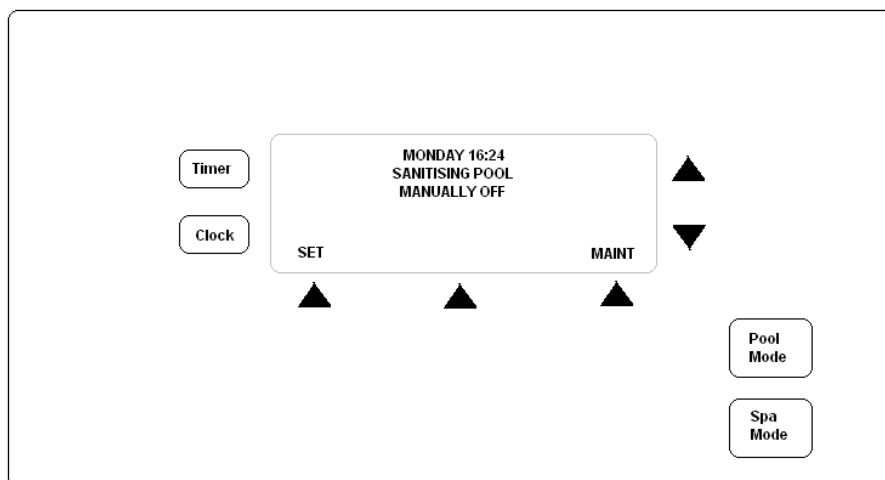 MONDAY 16:24
SANITISING POOL
MANUALLY OFF
Timer
Clock
SET
MAINT
Pool
Mode
Spa
Mode